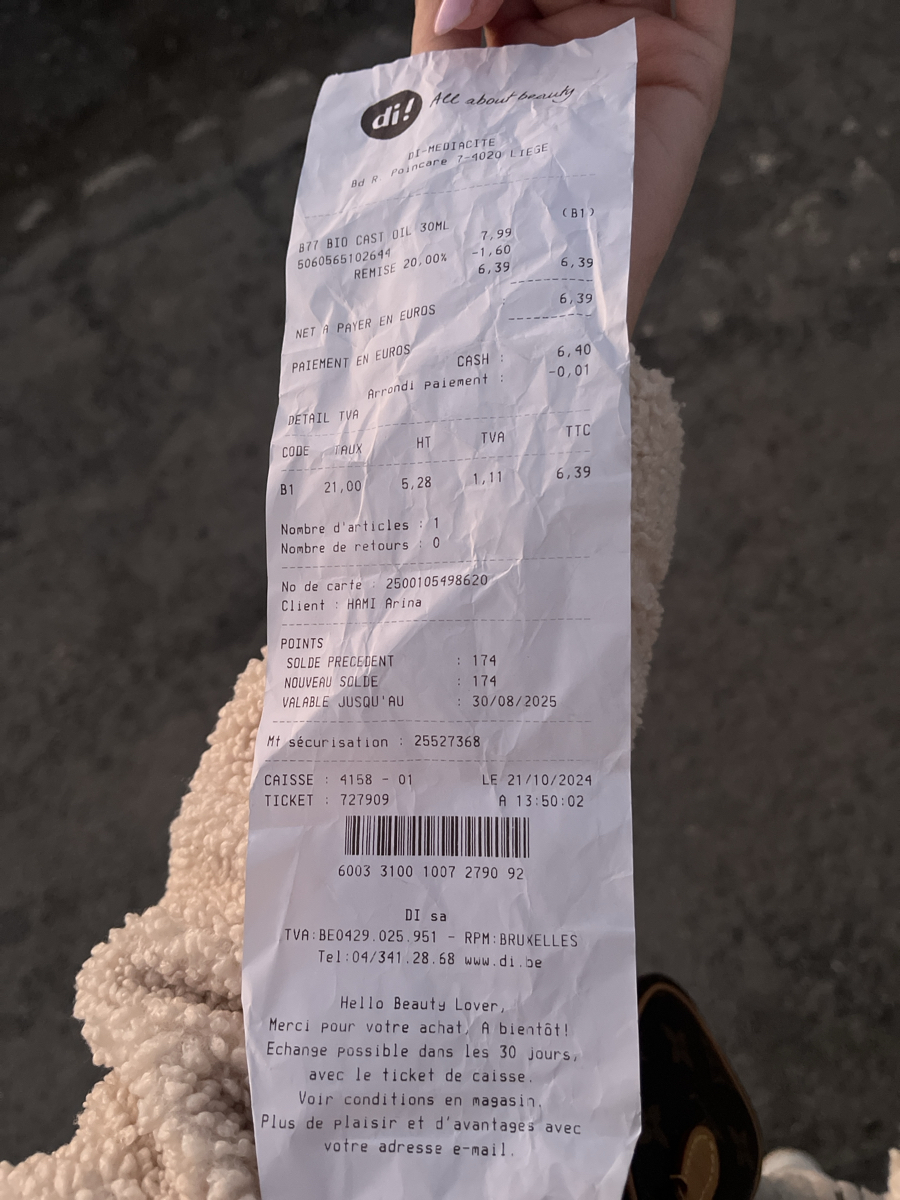 di! All about beauty
DI-MEDIACITE
Bd R. Poincare 7-4020 LIEGE
(B1)
B77 BIO CAST OIL 30ML 7,99
5060565102644 -1,60
REMISE 20,00% 6,39 6,39
NET A PAYER EN EUROS : 6,39
PAIEMENT EN EUROS CASH : 6,40
Arrondi paiement : -0,01
DETAIL TVA
CODE TAUX HT TVA TTC
B1 21,00 5,28 1,11 6,39
Nombre d'articles : 1
Nombre de retours : 0
No de carte : 2500105498620
Client : HAMI Arina
POINTS
SOLDE PRECEDENT : 174
NOUVEAU SOLDE : 174
VALABLE JUSQU'AU : 30/08/2025
Mt sécurisation : 25527368
CAISSE : 4158 - 01 LE 21/10/2024
TICKET : 727909 A 13:50:02
6003 3100 1007 2790 92
DI sa
TVA:BE0429.025.951 - RPM:BRUXELLES
Tel:04/341.28.68 www.di.be
Hello Beauty Lover,
Merci pour votre achat, A bientôt!
Echange possible dans les 30 jours,
avec le ticket de caisse.
Voir conditions en magasin.
Plus de plaisir et d'avantages avec
votre adresse e-mail.